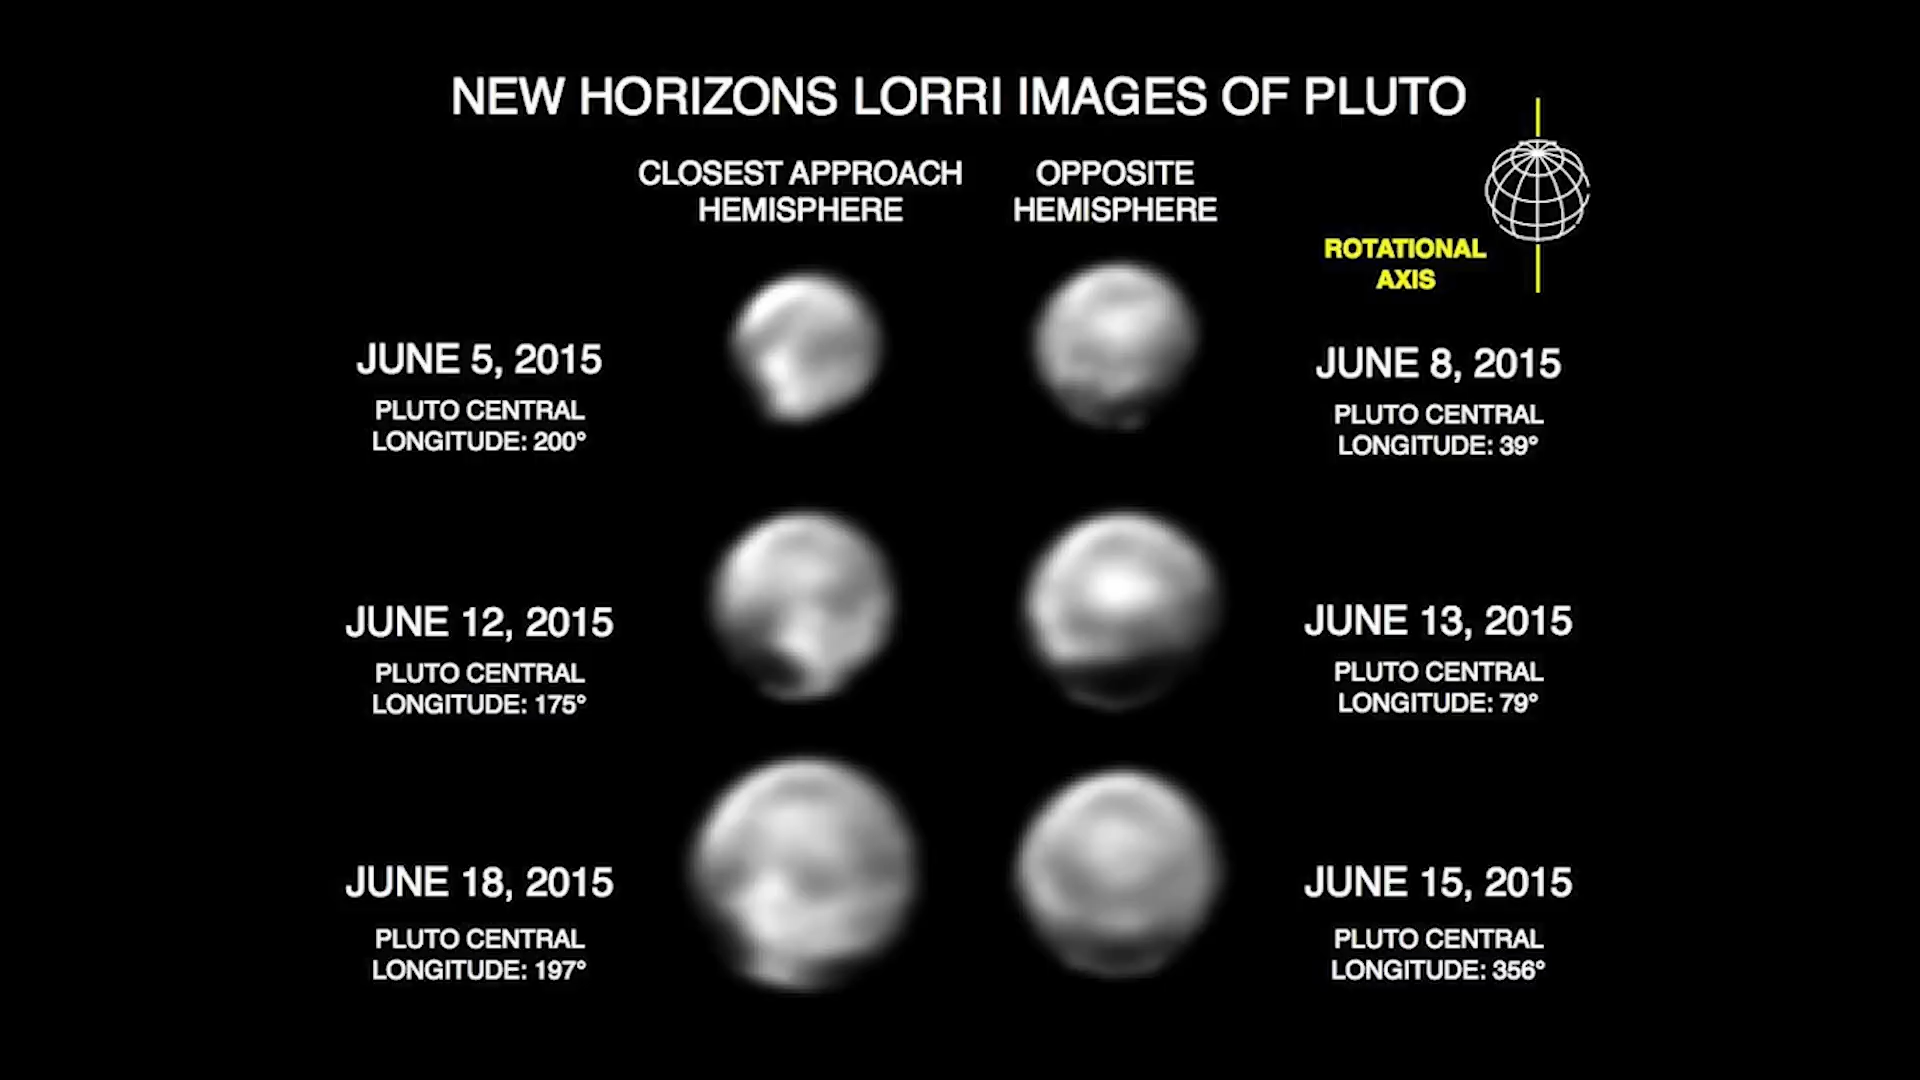 NEW HORIZONS LORRI IMAGES OF PLUTO
CLOSEST APPROACH
HEMISPHERE
OPPOSITE
HEMISPHERE
ROTATIONAL
AXIS
JUNE 5, 2015
PLUTO CENTRAL
LONGITUDE: 200°
JUNE 8, 2015
PLUTO CENTRAL
LONGITUDE: 39°
JUNE 12, 2015
PLUTO CENTRAL
LONGITUDE: 175°
JUNE 13, 2015
PLUTO CENTRAL
LONGITUDE: 79°
JUNE 18, 2015
PLUTO CENTRAL
LONGITUDE: 197°
JUNE 15, 2015
PLUTO CENTRAL
LONGITUDE: 356°